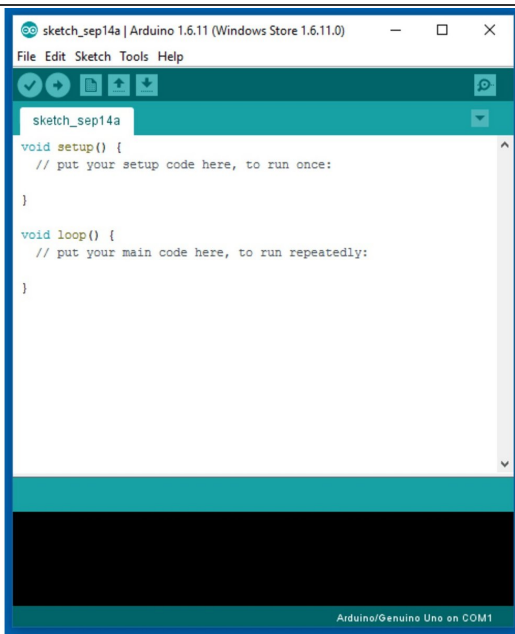 sketch_sep14a | Arduino 1.6.11 (Windows Store 1.6.11.0)
File Edit Sketch Tools Help
sketch_sep14a
void setup() {
  // put your setup code here, to run once:
}
void loop() {
  // put your main code here, to run repeatedly:
}
Arduino/Genuino Uno on COM1